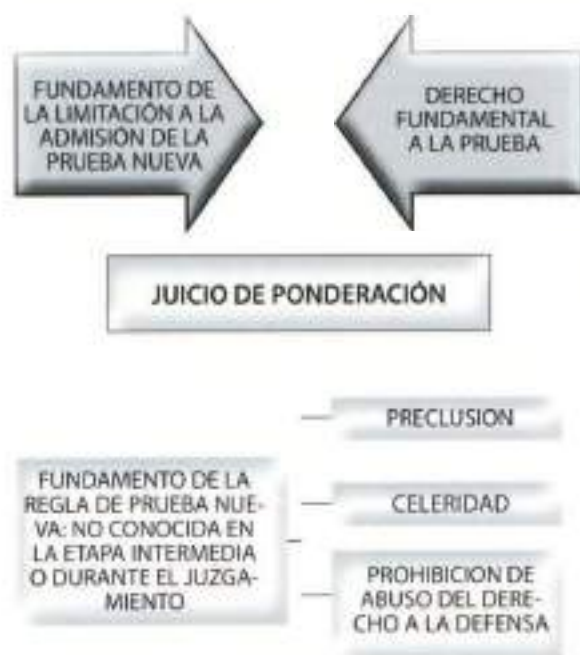 FUNDAMENTO DE
LA LIMITACIÓN A LA
ADMISIÓN DE LA
PRUEBA NUEVA
DERECHO
FUNDAMENTAL
A LA PRUEBA
JUICIO DE PONDERACIÓN
FUNDAMENTO DE LA
REGLA DE PRUEBA NUE-
VA: NO CONOCIDA EN
LA ETAPA INTERMEDIA
O DURANTE EL JUZGA-
MIENTO
PRECLUSION
CELERIDAD
PROHIBICION DE
ABUSO DEL DERE-
CHO A LA DEFENSA